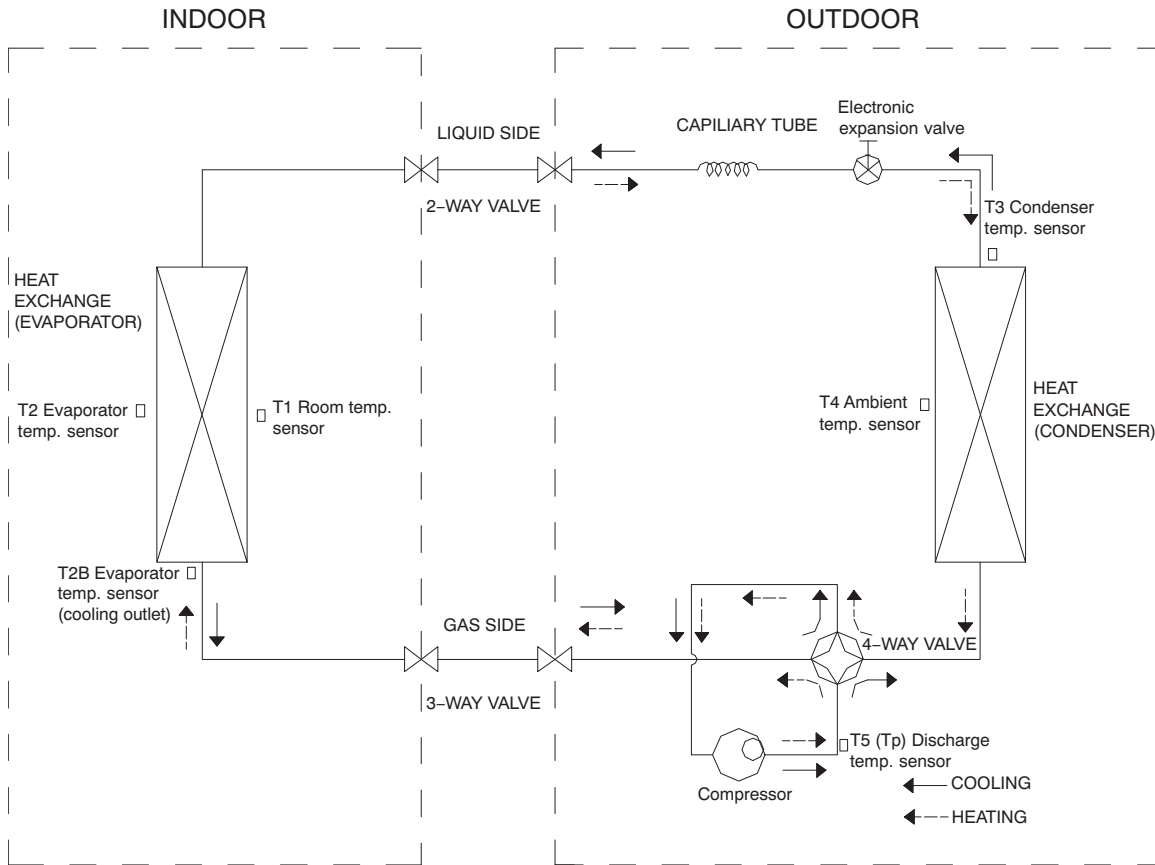 INDOOR
OUTDOOR
LIQUID SIDE
2-WAY VALVE
CAPILIARY TUBE
Electronic
expansion valve
T3 Condenser
temp. sensor
HEAT
EXCHANGE
(EVAPORATOR)
T2 Evaporator
temp. sensor
T1 Room temp.
sensor
T4 Ambient
temp. sensor
HEAT
EXCHANGE
(CONDENSER)
T2B Evaporator
temp. sensor
(cooling outlet)
GAS SIDE
3-WAY VALVE
4-WAY VALVE
T5 (Tp) Discharge
temp. sensor
Compressor
COOLING
HEATING